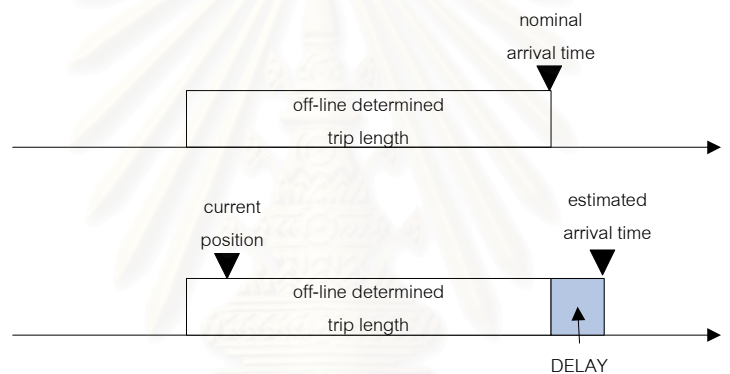 nominal
arrival time
off-line determined
trip length
current
position
estimated
arrival time
off-line determined
trip length
DELAY